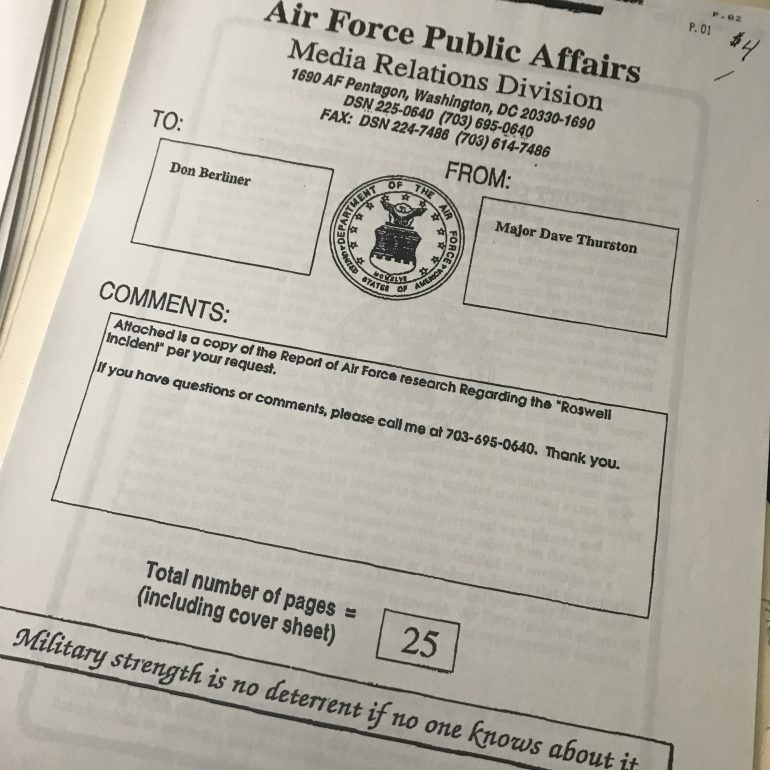 P.02
P.01
$4
Air Force Public Affairs
Media Relations Division
1690 AF Pentagon, Washington, DC 20330-1690
DSN 225-0640 (703) 695-0640
FAX: DSN 224-7486 (703) 614-7486
TO:
Don Berliner
DEPARTMENT OF THE AIR FORCE
UNITED STATES OF AMERICA
MCMXLVII
FROM:
Major Dave Thurston
COMMENTS:
Attached is a copy of the Report of Air Force research Regarding the "Roswell
Incident" per your request.
If you have questions or comments, please call me at 703-695-0640. Thank you.
Total number of pages =
(including cover sheet)
25
Military strength is no deterrent if no one knows about it